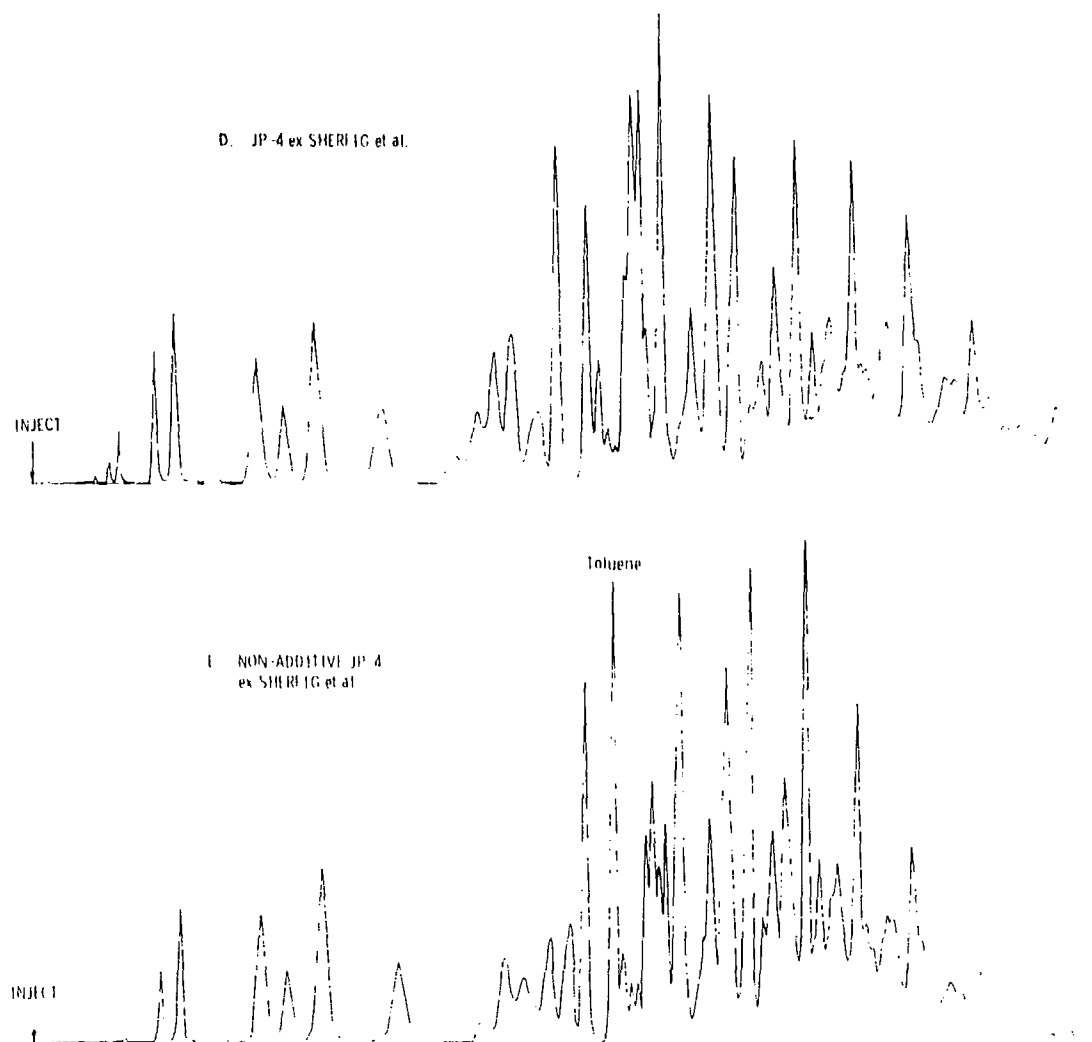 D. JP-4 ex SHERFIG et al.
INJECT
Toluene
NON-ADDITIVE JP-4
ex SHERFIG et al
INJECT